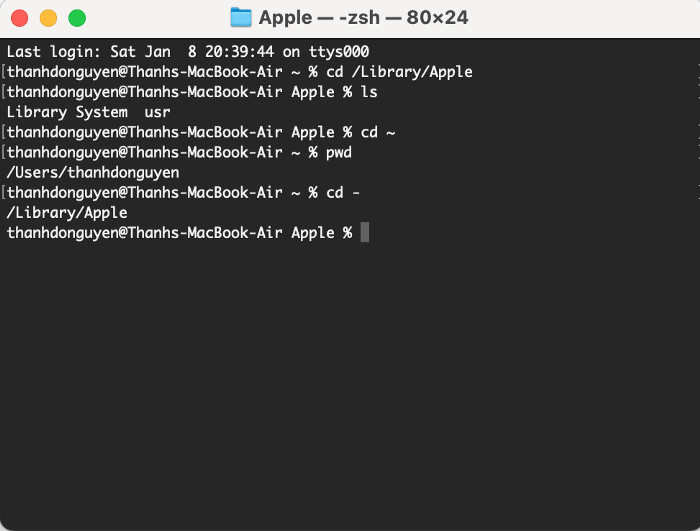 Apple — -zsh — 80×24
Last login: Sat Jan  8 20:39:44 on ttys000
[thanhdonguyen@Thanhs-MacBook-Air ~ % cd /Library/Apple
[thanhdonguyen@Thanhs-MacBook-Air Apple % ls
Library System  usr
[thanhdonguyen@Thanhs-MacBook-Air Apple % cd ~
[thanhdonguyen@Thanhs-MacBook-Air ~ % pwd
/Users/thanhdonguyen
[thanhdonguyen@Thanhs-MacBook-Air ~ % cd -
/Library/Apple
thanhdonguyen@Thanhs-MacBook-Air Apple %